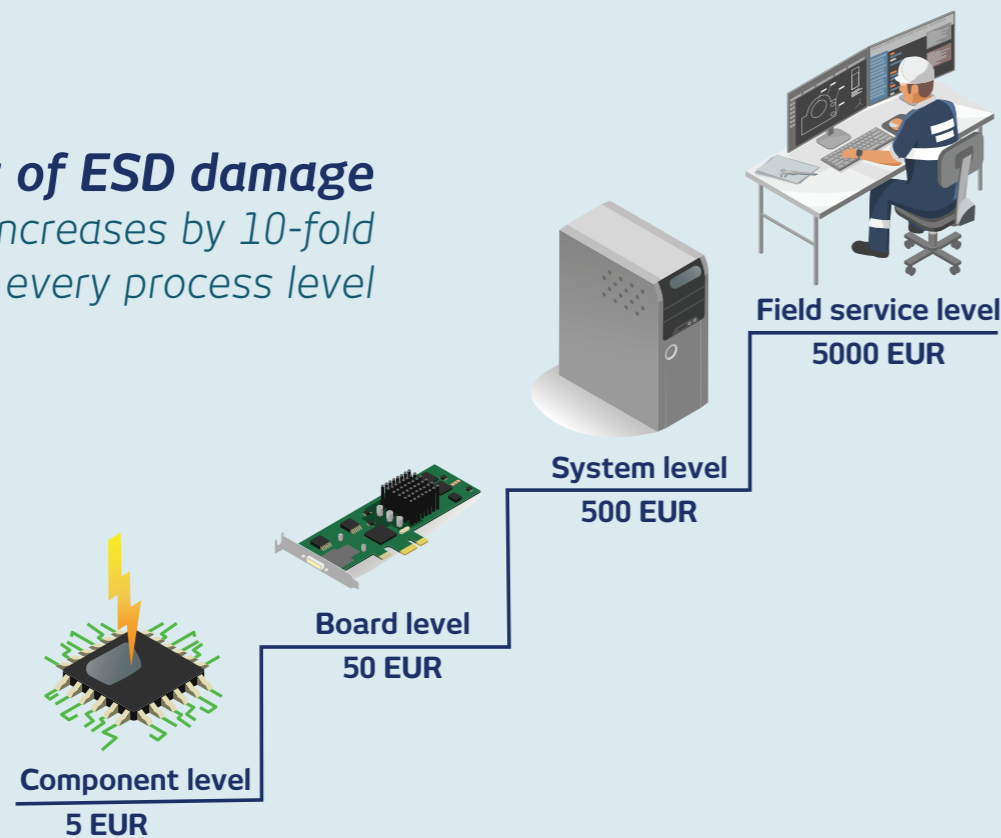 of ESD damage
increases by 10-fold
every process level
Field service level
5000 EUR
System level
500 EUR
Board level
50 EUR
Component level
5 EUR